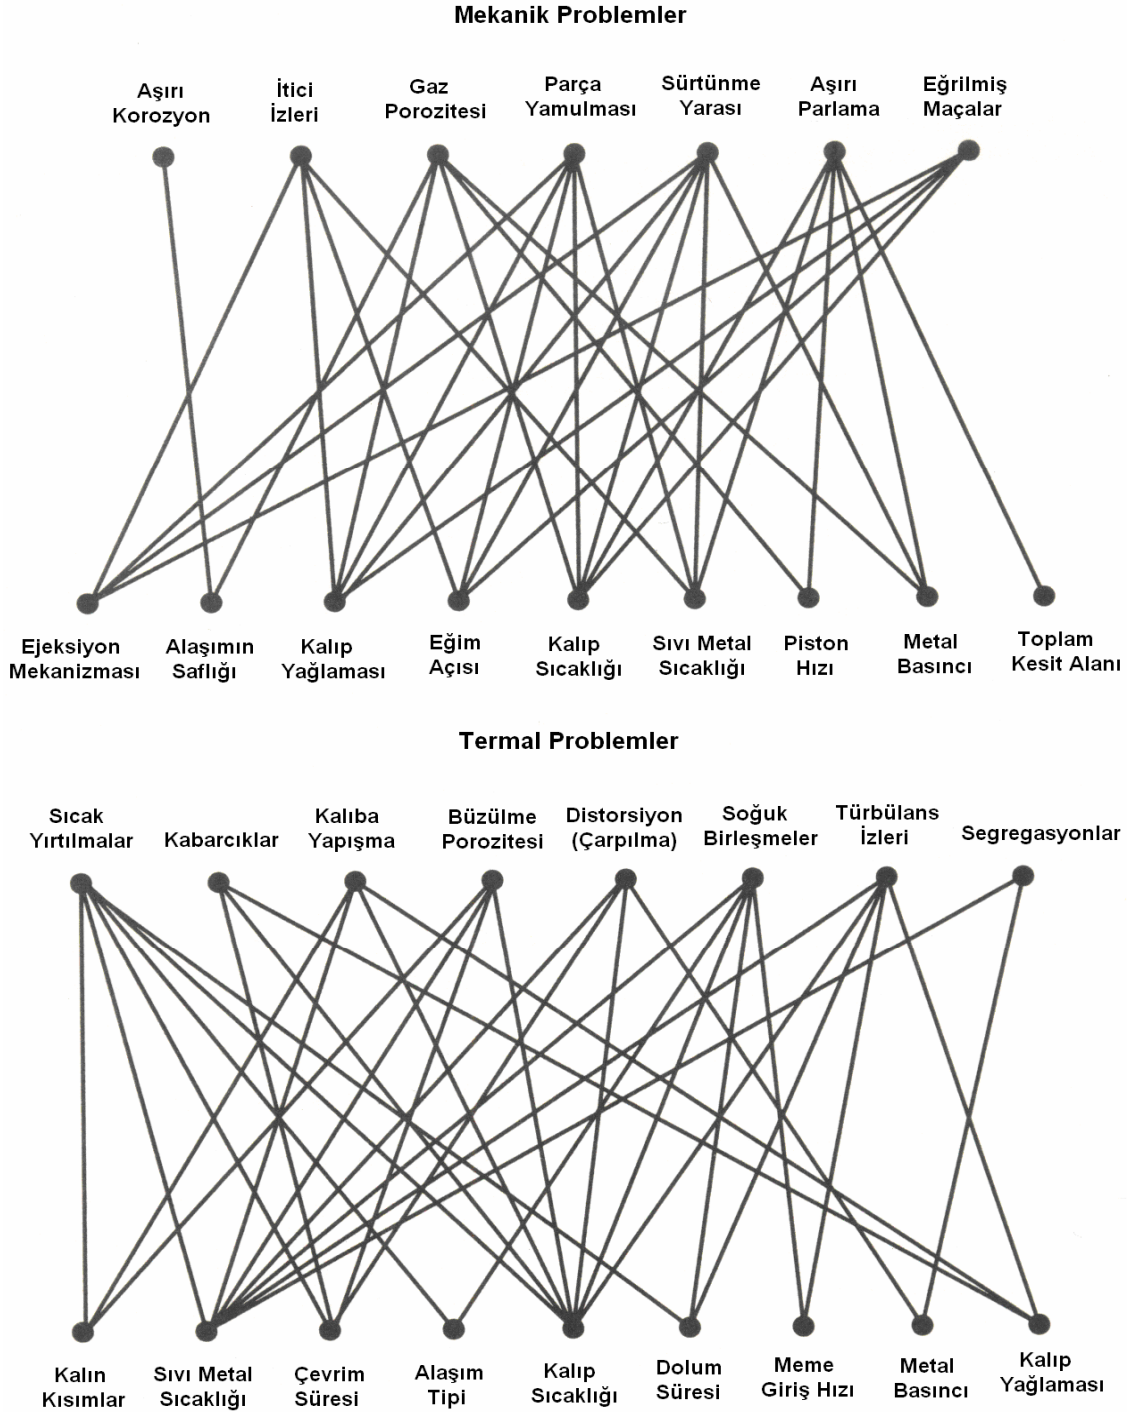 Mekanik Problemler
Aşırı
Korozyon
İtici
İzleri
Gaz
Porozitesi
Parça
Yamulması
Sürtünme
Yarası
Aşırı
Parlama
Eğrilmiş
Maçalar
Ejeksiyon
Mekanizması
Alaşımın
Saflığı
Kalıp
Yağlaması
Eğim
Açısı
Kalıp
Sıcaklığı
Sıvı Metal
Sıcaklığı
Piston
Hızı
Metal
Basıncı
Toplam
Kesit Alanı
Termal Problemler
Sıcak
Yırtılmalar
Kabarcıklar
Kalıba
Yapışma
Büzülme
Porozitesi
Distorsiyon
(Çarpılma)
Soğuk
Birleşmeler
Türbülans
İzleri
Segregasyonlar
Kalın
Kısımlar
Sıvı Metal
Sıcaklığı
Çevrim
Süresi
Alaşım
Tipi
Kalıp
Sıcaklığı
Dolum
Süresi
Meme
Giriş Hızı
Metal
Basıncı
Kalıp
Yağlaması